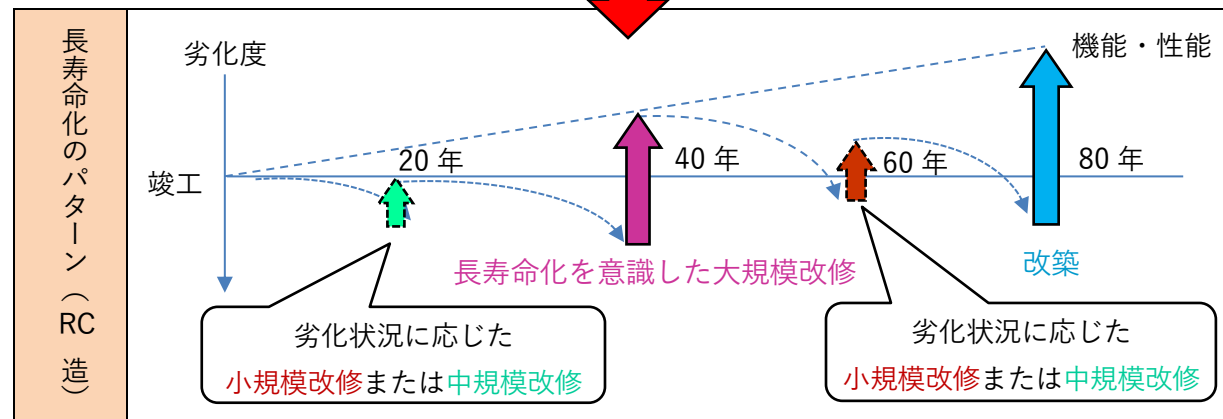 長寿命化のパターン（RC造）
劣化度
機能・性能
竣工
20 年
40 年
60 年
80 年
長寿命化を意識した大規模改修
改築
劣化状況に応じた
小規模改修または中規模改修
劣化状況に応じた
小規模改修または中規模改修